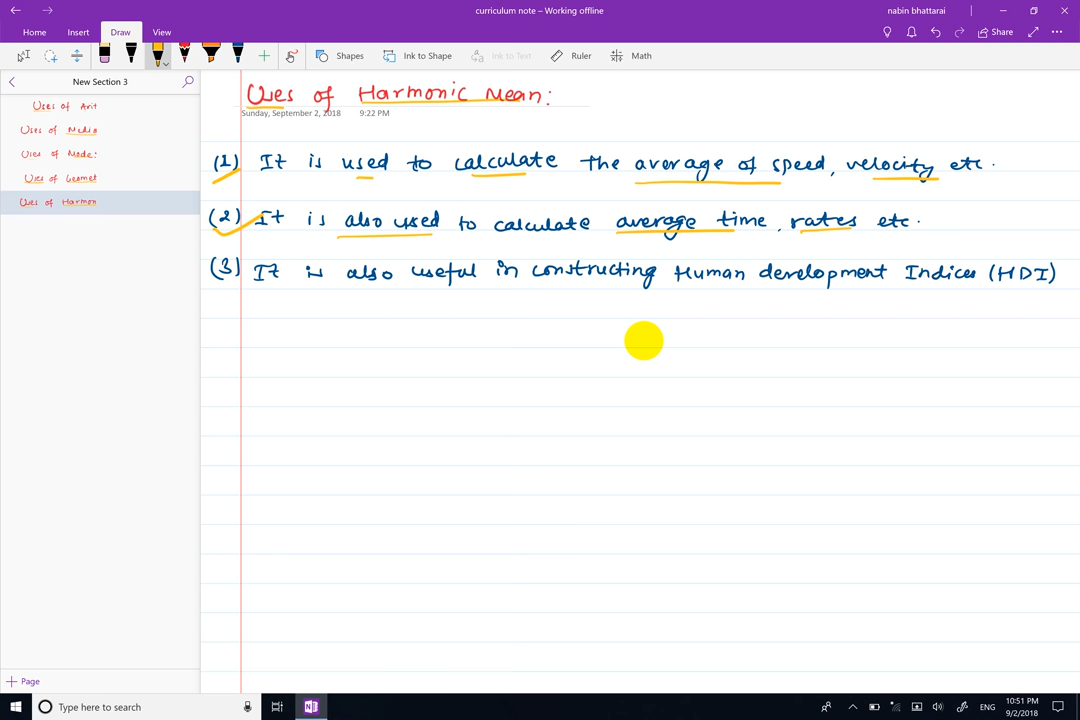 curriculum note – Working offline
nabin bhattarai
Home Insert Draw View
Share
Shapes Ink to Shape Ink to Text Ruler Math
New Section 3
Uses of Arit
Uses of Media
Uses of Mode:
Uses of Geomet
Uses of Harmon
Uses of Harmonic Mean:
Sunday, September 2, 2018 9:22 PM
(1) It is used to calculate the average of speed, velocity etc.
(2) It is also used to calculate average time, rates etc.
(3) It is also useful in constructing Human development Indices (HDI)
+ Page
Type here to search
ENG
10:51 PM
9/2/2018